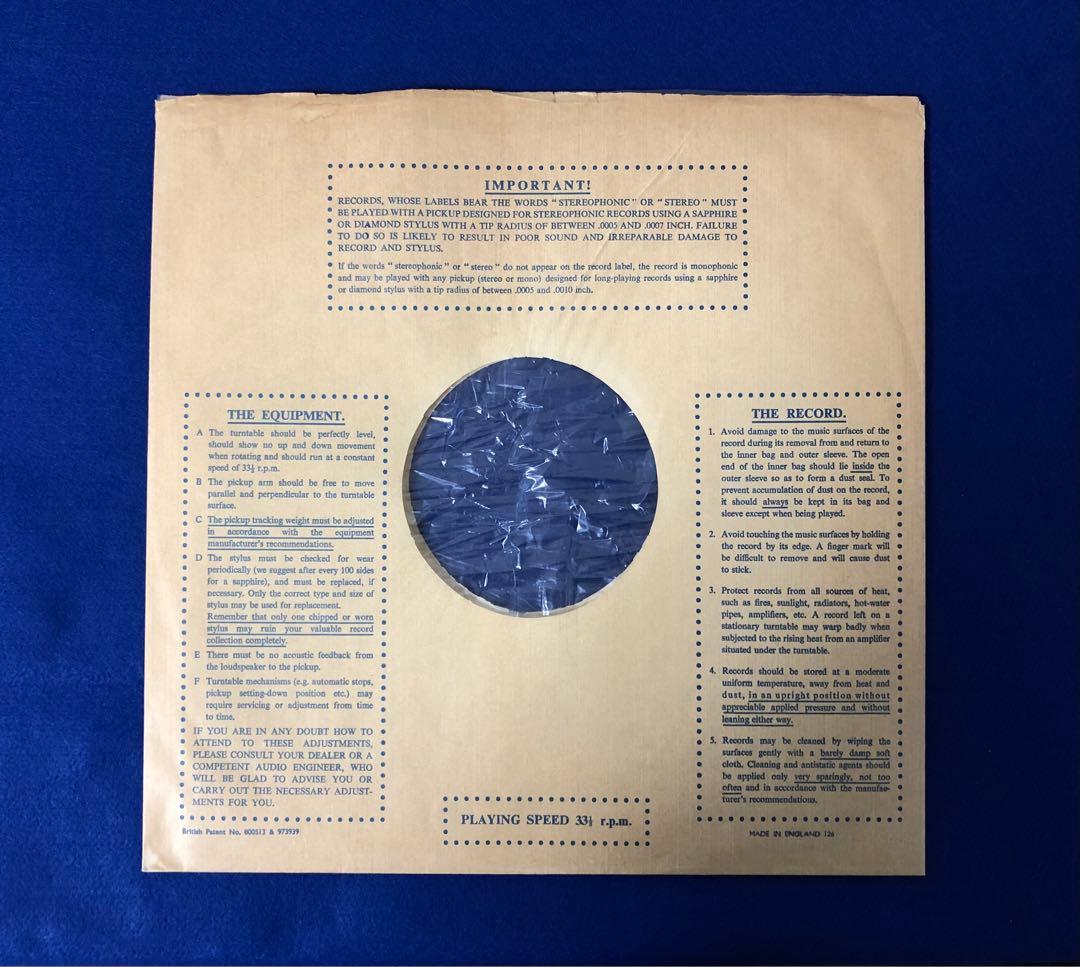 IMPORTANT!
RECORDS, WHOSE LABELS BEAR THE WORDS "STEREOPHONIC" OR "STEREO" MUST
BE PLAYED WITH A PICKUP DESIGNED FOR STEREOPHONIC RECORDS USING A SAPPHIRE
OR DIAMOND STYLUS WITH A TIP RADIUS OF BETWEEN .0005 AND .0007 INCH. FAILURE
TO DO SO IS LIKELY TO RESULT IN POOR SOUND AND IRREPARABLE DAMAGE TO
RECORD AND STYLUS.
If the words "stereophonic" or "stereo" do not appear on the record label, the record is monophonic
and may be played with any pickup (stereo or mono) designed for long-playing records using a sapphire
or diamond stylus with a tip radius of between .0005 and .0010 inch.
THE EQUIPMENT.
A The turntable should be perfectly level,
should show no up and down movement
when rotating and should run at a constant
speed of 33⅓ r.p.m.
B The pickup arm should be free to move
parallel and perpendicular to the turntable
surface.
C The pickup tracking weight must be adjusted
in accordance with the equipment
manufacturer's recommendations.
D The stylus must be checked for wear
periodically (we suggest after every 100 sides
for a sapphire), and must be replaced, if
necessary. Only the correct type and size of
stylus may be used for replacement.
Remember that only one chipped or worn
stylus may ruin your valuable record
collection completely.
E There must be no acoustic feedback from
the loudspeaker to the pickup.
F Turntable mechanisms (e.g. automatic stops,
pickup setting-down position etc.) may
require servicing or adjustment from time
to time.
IF YOU ARE IN ANY DOUBT HOW TO
ATTEND TO THESE ADJUSTMENTS,
PLEASE CONSULT YOUR DEALER OR A
COMPETENT AUDIO ENGINEER, WHO
WILL BE GLAD TO ADVISE YOU OR
CARRY OUT THE NECESSARY ADJUST-
MENTS FOR YOU.
British Patent No. 800513 & 973939
PLAYING SPEED 33⅓ r.p.m.
THE RECORD.
1. Avoid damage to the music surfaces of the
record during its removal from and return to
the inner bag and outer sleeve. The open
end of the inner bag should lie inside the
outer sleeve so as to form a dust seal. To
prevent accumulation of dust on the record,
it should always be kept in its bag and
sleeve except when being played.
2. Avoid touching the music surfaces by holding
the record by its edge. A finger mark will
be difficult to remove and will cause dust
to stick.
3. Protect records from all sources of heat,
such as fires, sunlight, radiators, hot-water
pipes, amplifiers, etc. A record left on a
stationary turntable may warp badly when
subjected to the rising heat from an amplifier
situated under the turntable.
4. Records should be stored at a moderate
uniform temperature, away from heat and
dust, in an upright position without
appreciable applied pressure and without
leaning either way.
5. Records may be cleaned by wiping the
surfaces gently with a barely damp soft
cloth. Cleaning and antistatic agents should
be applied only very sparingly, not too
often and in accordance with the manufac-
turer's recommendations.
MADE IN ENGLAND 126